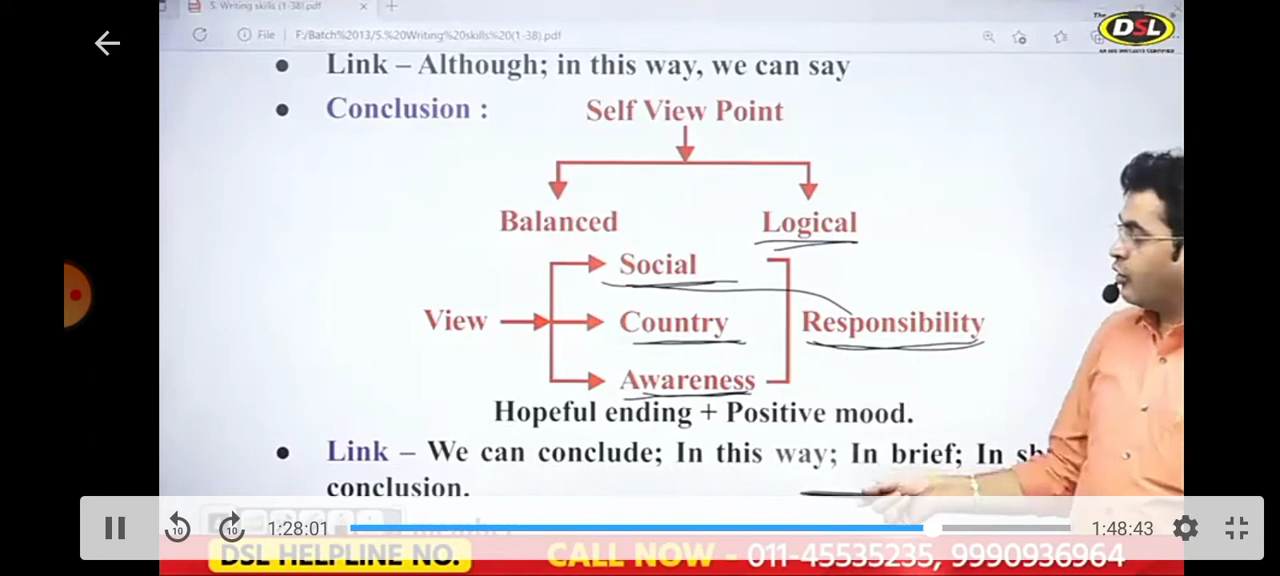 5. Writing skills (1-38).pdf
File F:/Batch%2013/5.%20Writing%20skills%20(1-38).pdf
The
DSL
• Link – Although; in this way, we can say
• Conclusion : Self View Point
Balanced Logical
Social
View Country Responsibility
Awareness
Hopeful ending + Positive mood.
• Link – We can conclude; In this way; In brief; In
conclusion.
10 10 1:28:01 1:48:43
DSL HELPLINE NO. CALL NOW - 011-45535235, 9990936964